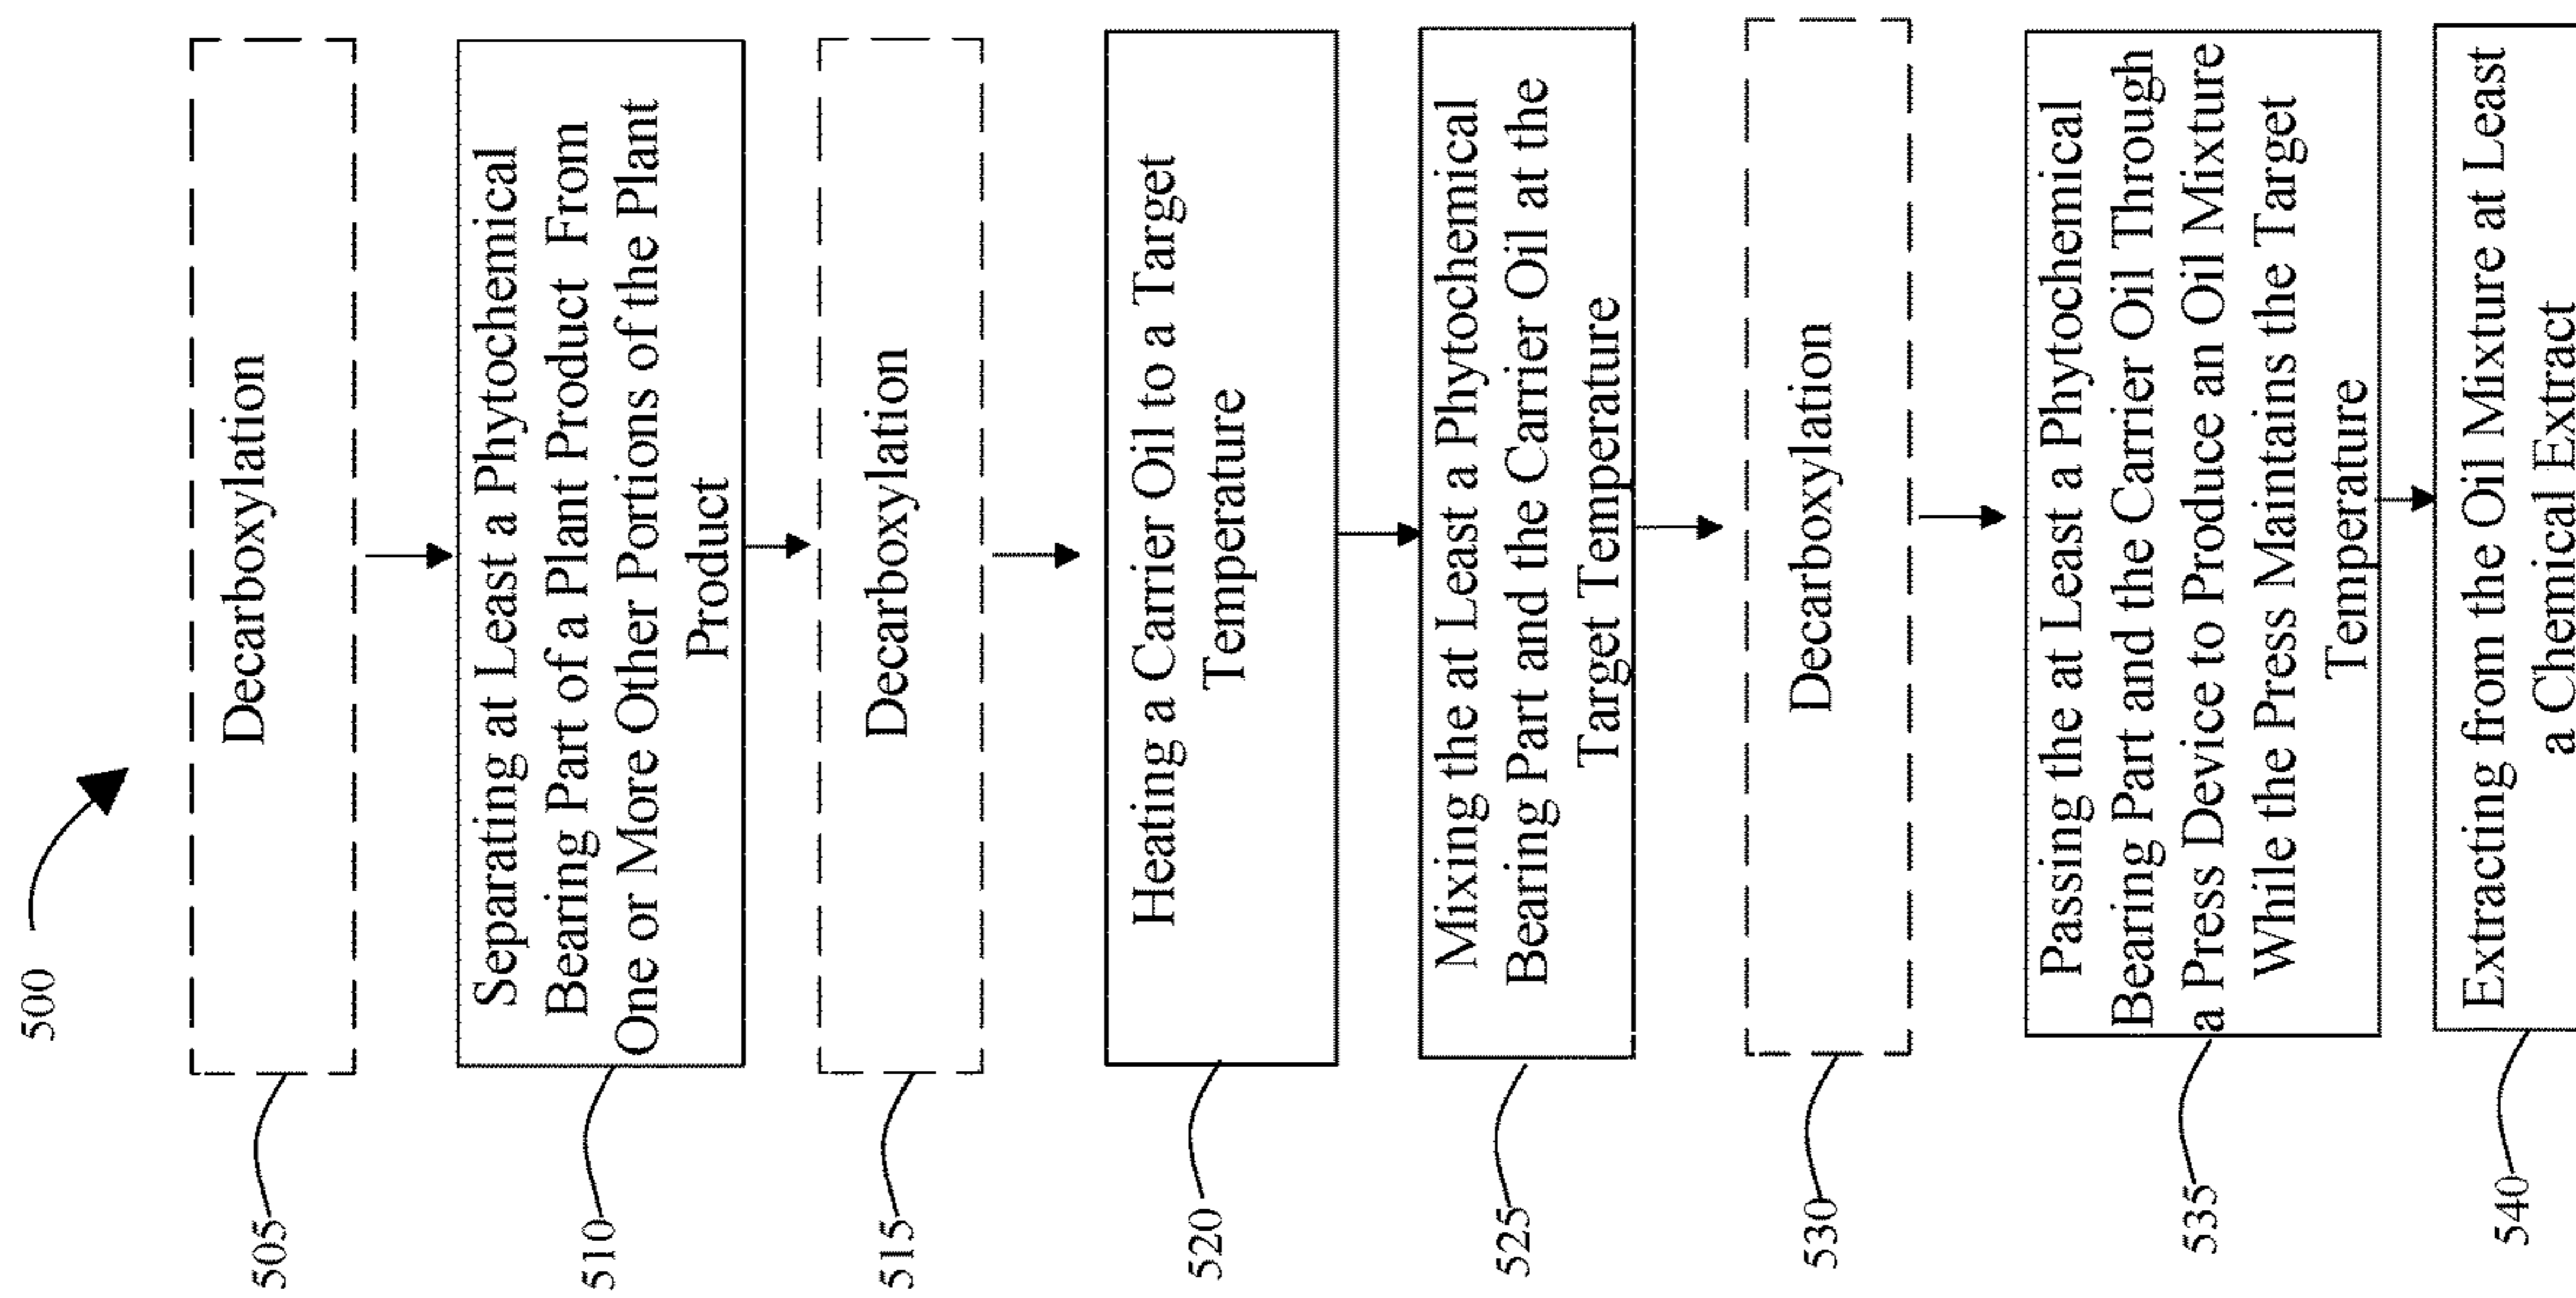 500
505
Decarboxylation
510
Separating at Least a Phytochemical
Bearing Part of a Plant Product From
One or More Other Portions of the Plant
Product
515
Decarboxylation
520
Heating a Carrier Oil to a Target
Temperature
525
Mixing the at Least a Phytochemical
Bearing Part and the Carrier Oil at the
Target Temperature
530
Decarboxylation
535
Passing the at Least a Phytochemical
Bearing Part and the Carrier Oil Through
a Press Device to Produce an Oil Mixture
While the Press Maintains the Target
Temperature
540
Extracting from the Oil Mixture at Least
a Chemical Extract